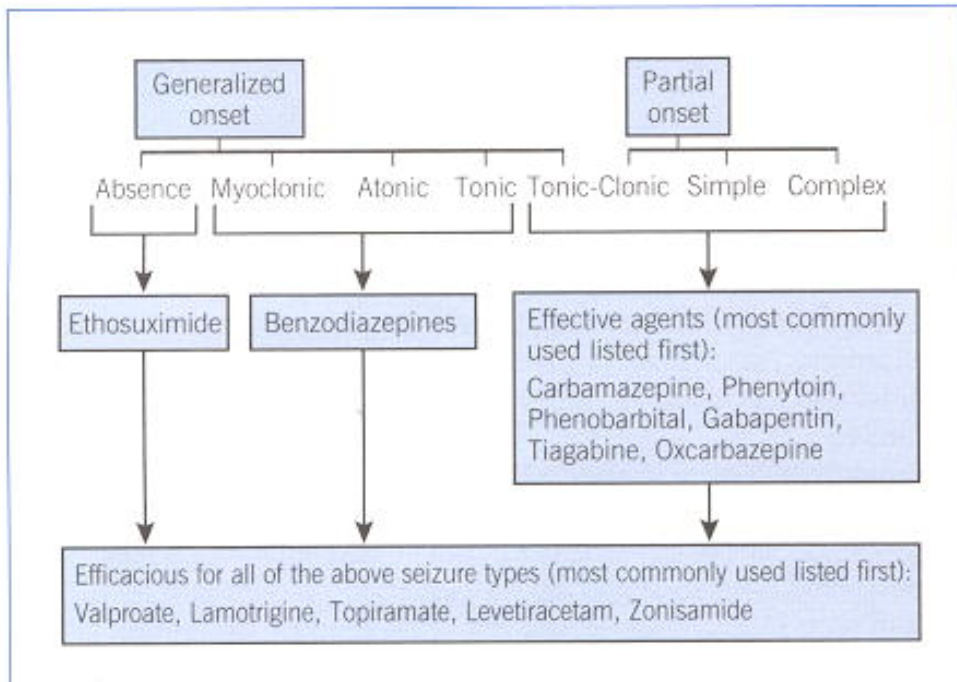 Generalized
onset
Partial
onset
Absence Myoclonic Atonic Tonic Tonic-Clonic Simple Complex
Ethosuximide
Benzodiazepines
Effective agents (most commonly
used listed first):
Carbamazepine, Phenytoin,
Phenobarbital, Gabapentin,
Tiagabine, Oxcarbazepine
Efficacious for all of the above seizure types (most commonly used listed first):
Valproate, Lamotrigine, Topiramate, Levetiracetam, Zonisamide